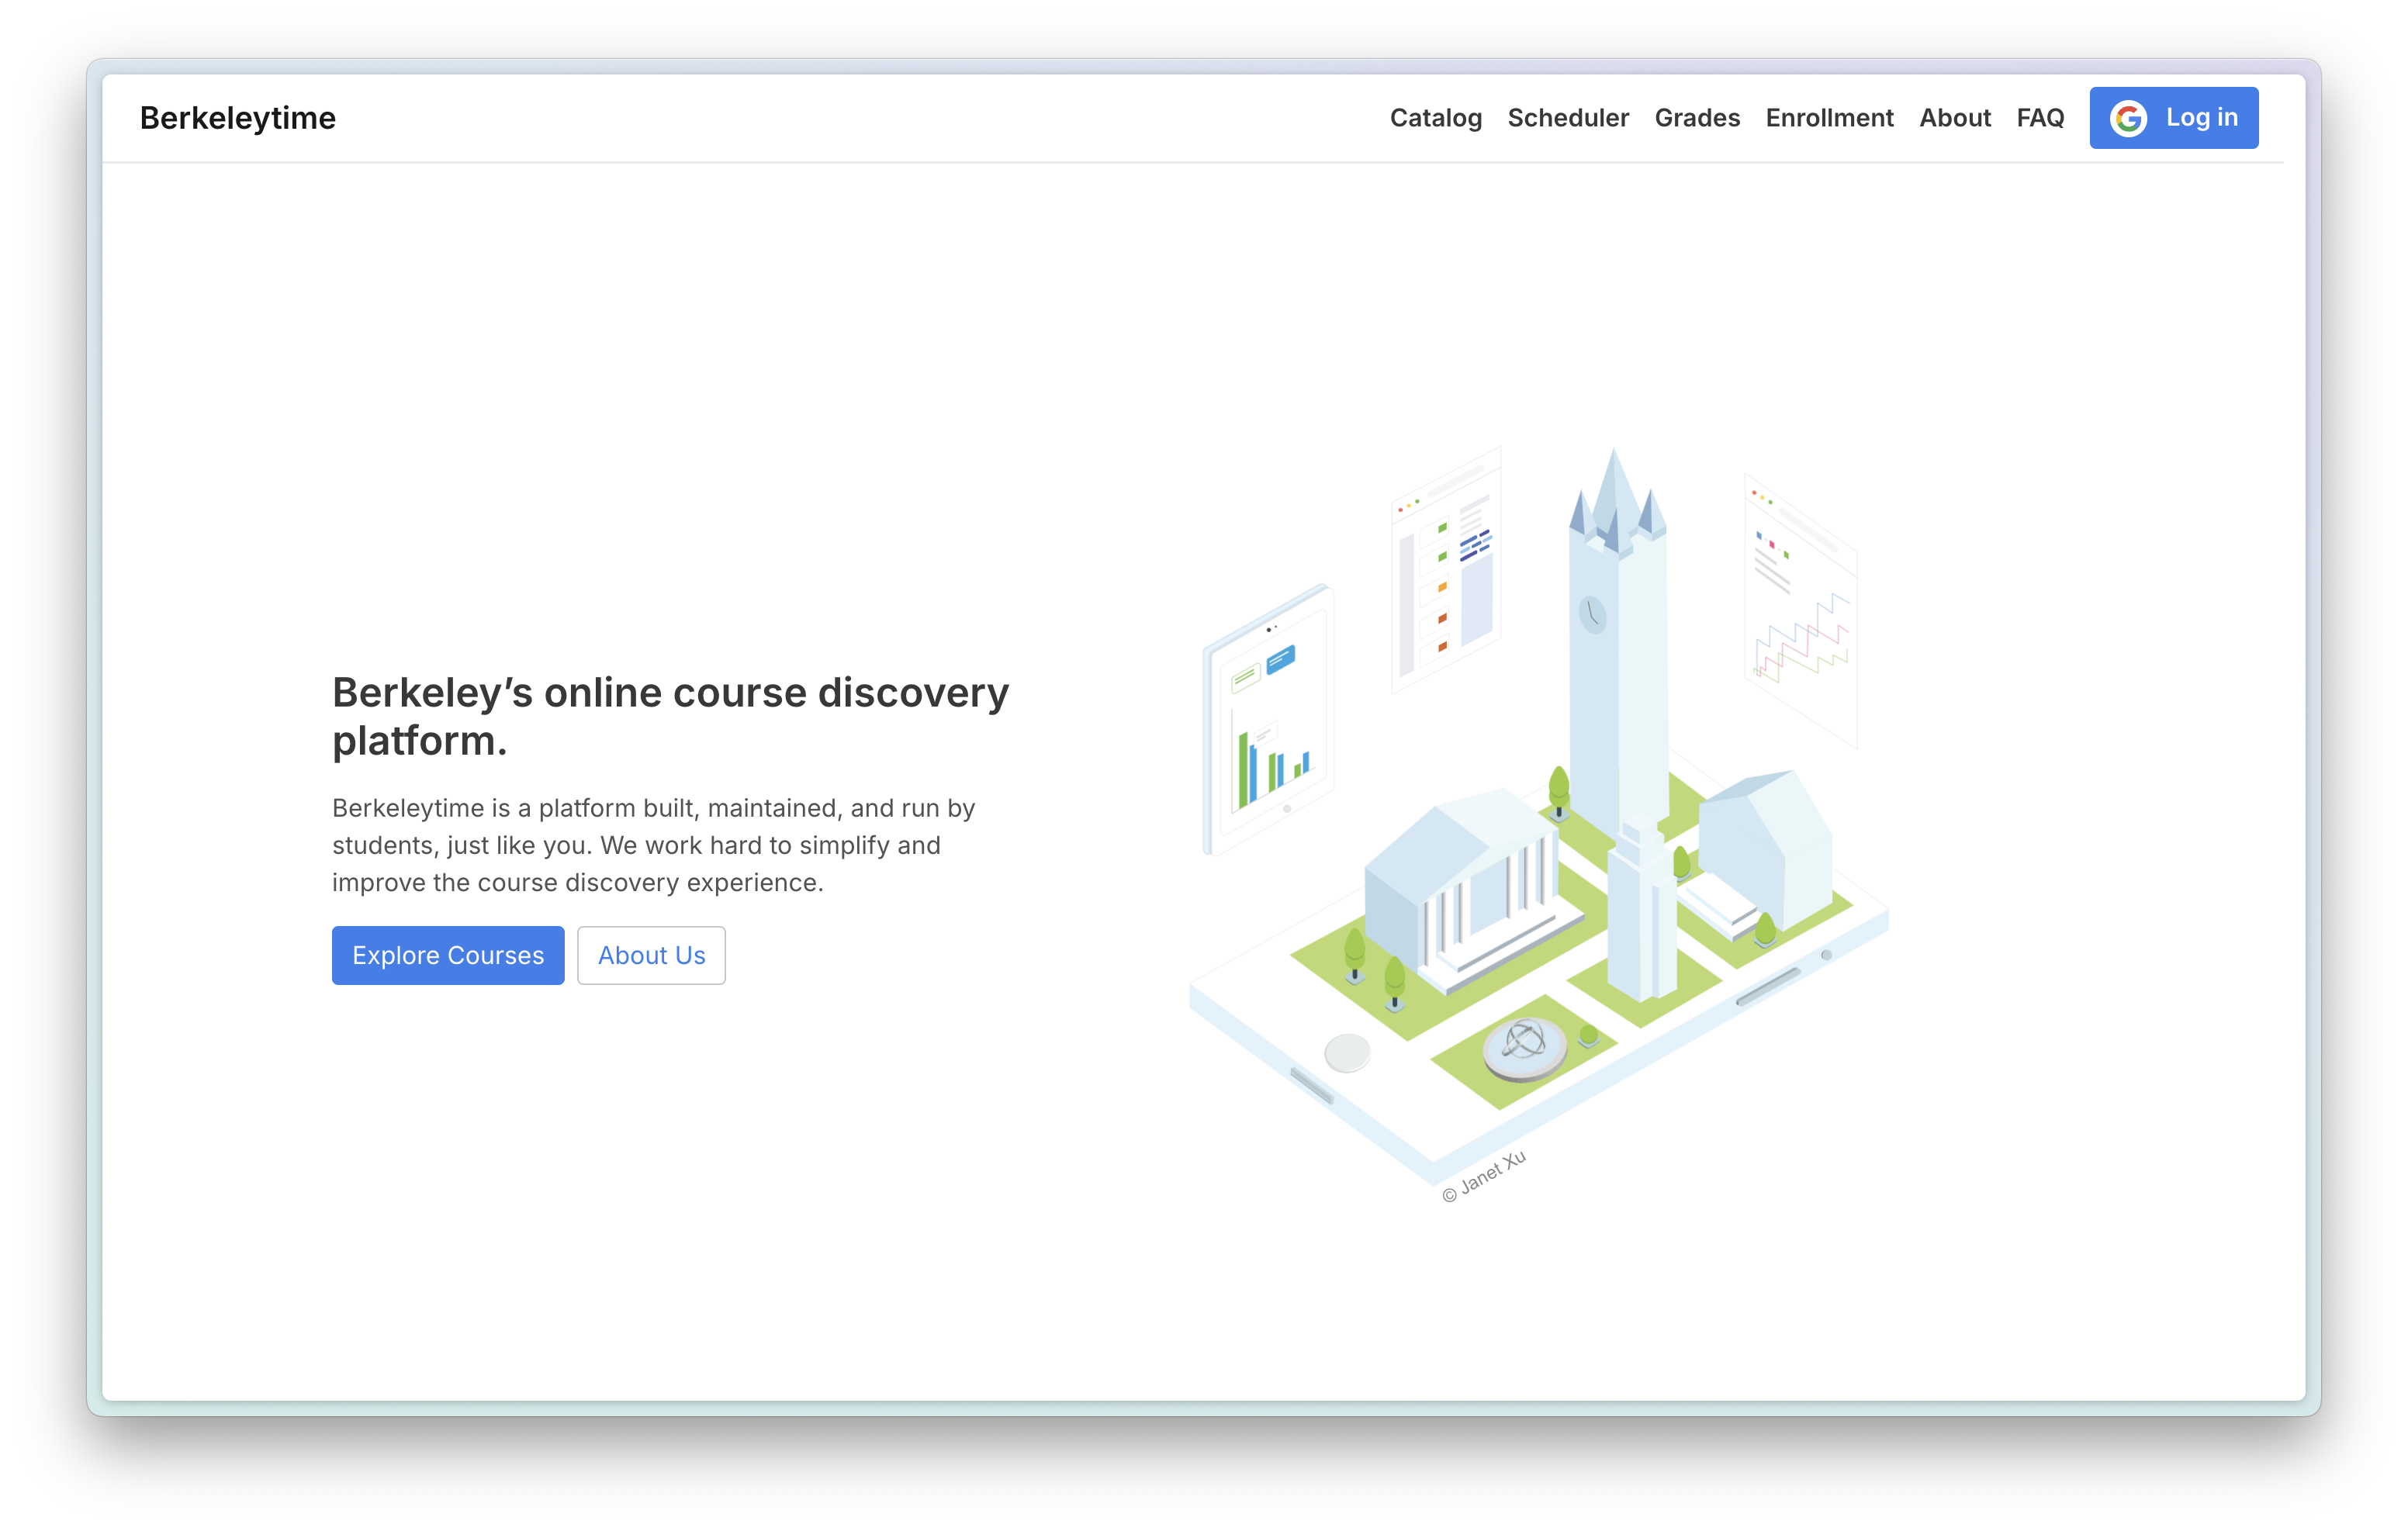 Berkeleytime
Catalog Scheduler Grades Enrollment About FAQ Log in
Berkeley’s online course discovery
platform.
Berkeleytime is a platform built, maintained, and run by
students, just like you. We work hard to simplify and
improve the course discovery experience.
Explore Courses About Us
© Janet Xu